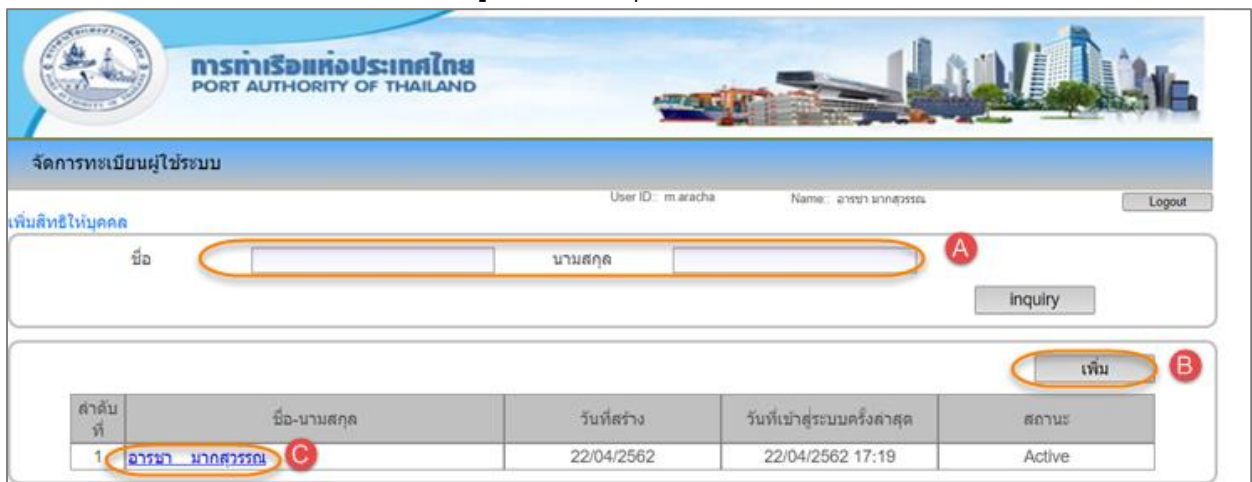 การท่าเรือแห่งประเทศไทย
PORT AUTHORITY OF THAILAND
จัดการทะเบียนผู้ใช้ระบบ
User ID:: m.aracha Name:: อารชา มากสุวรรณ Logout
เพิ่มสิทธิให้บุคคล
ชื่อ นามสกุล A
inquiry
เพิ่ม B
ลำดับที่ ชื่อ-นามสกุล วันที่สร้าง วันที่เข้าสู่ระบบครั้งล่าสุด สถานะ
1 อารชา มากสุวรรณ C 22/04/2562 22/04/2562 17:19 Active